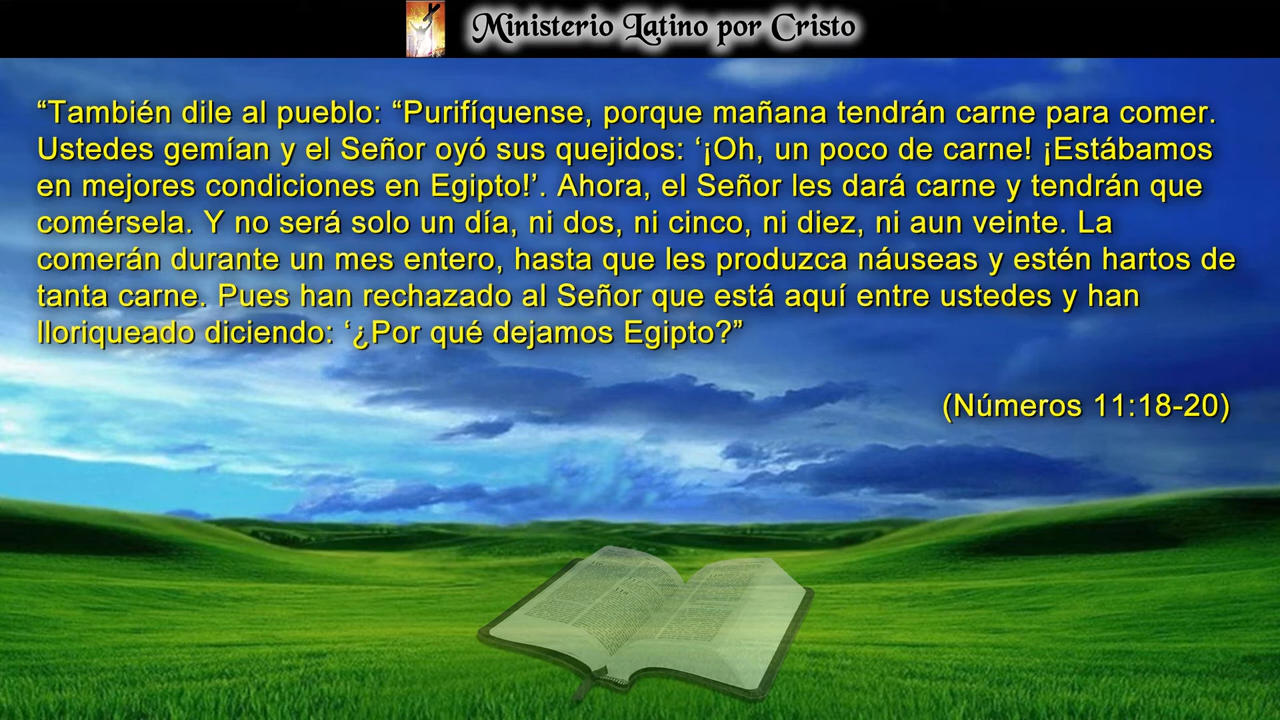 Ministerio Latino por Cristo
“También dile al pueblo: “Purifíquense, porque mañana tendrán carne para comer.
Ustedes gemían y el Señor oyó sus quejidos: ‘¡Oh, un poco de carne! ¡Estábamos
en mejores condiciones en Egipto!’. Ahora, el Señor les dará carne y tendrán que
comérsela. Y no será solo un día, ni dos, ni cinco, ni diez, ni aun veinte. La
comerán durante un mes entero, hasta que les produzca náuseas y estén hartos de
tanta carne. Pues han rechazado al Señor que está aquí entre ustedes y han
lloriqueado diciendo: ‘¿Por qué dejamos Egipto?”
(Números 11:18-20)